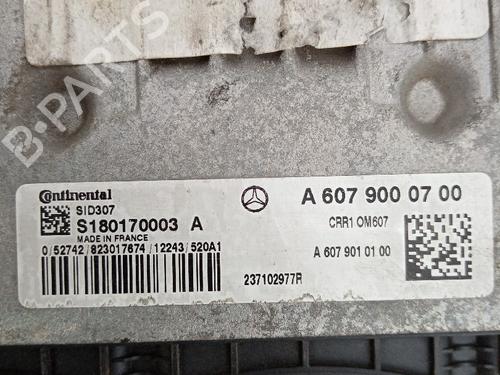 B-PARTS
Continental
SID307
S180170003 A
MADE IN FRANCE
0/52742/823017674/12243/520A1
A 607 900 07 00
CRR1 OM607
A 607 901 01 00
237102977R